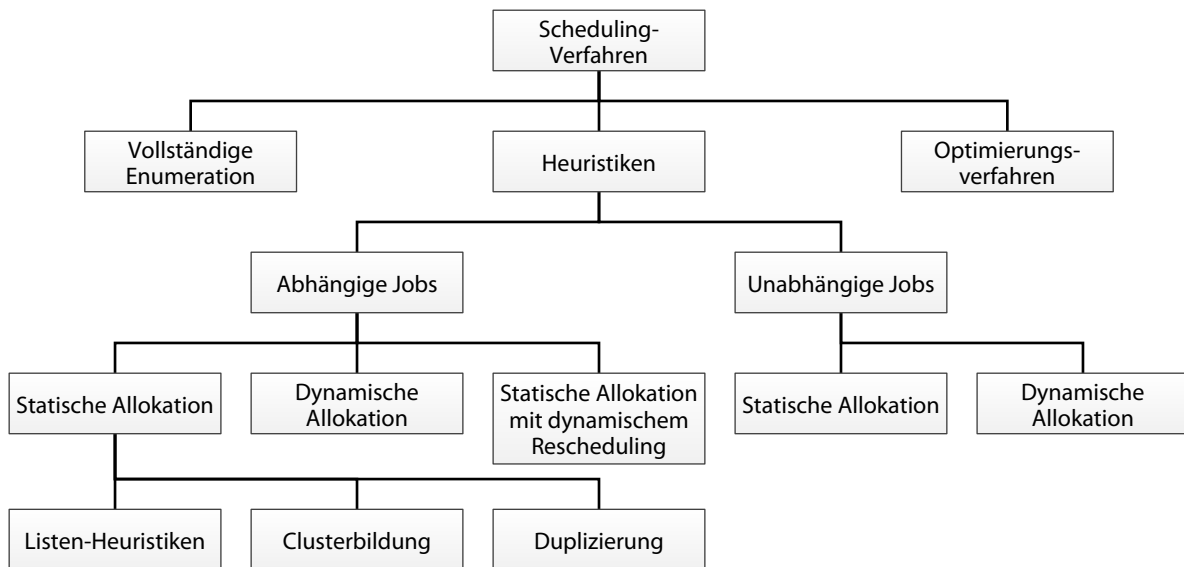 Scheduling-
Verfahren
Vollständige
Enumeration
Heuristiken
Optimierungs-
verfahren
Abhängige Jobs
Unabhängige Jobs
Statische Allokation
Dynamische
Allokation
Statische Allokation
mit dynamischem
Rescheduling
Statische Allokation
Dynamische
Allokation
Listen-Heuristiken
Clusterbildung
Duplizierung